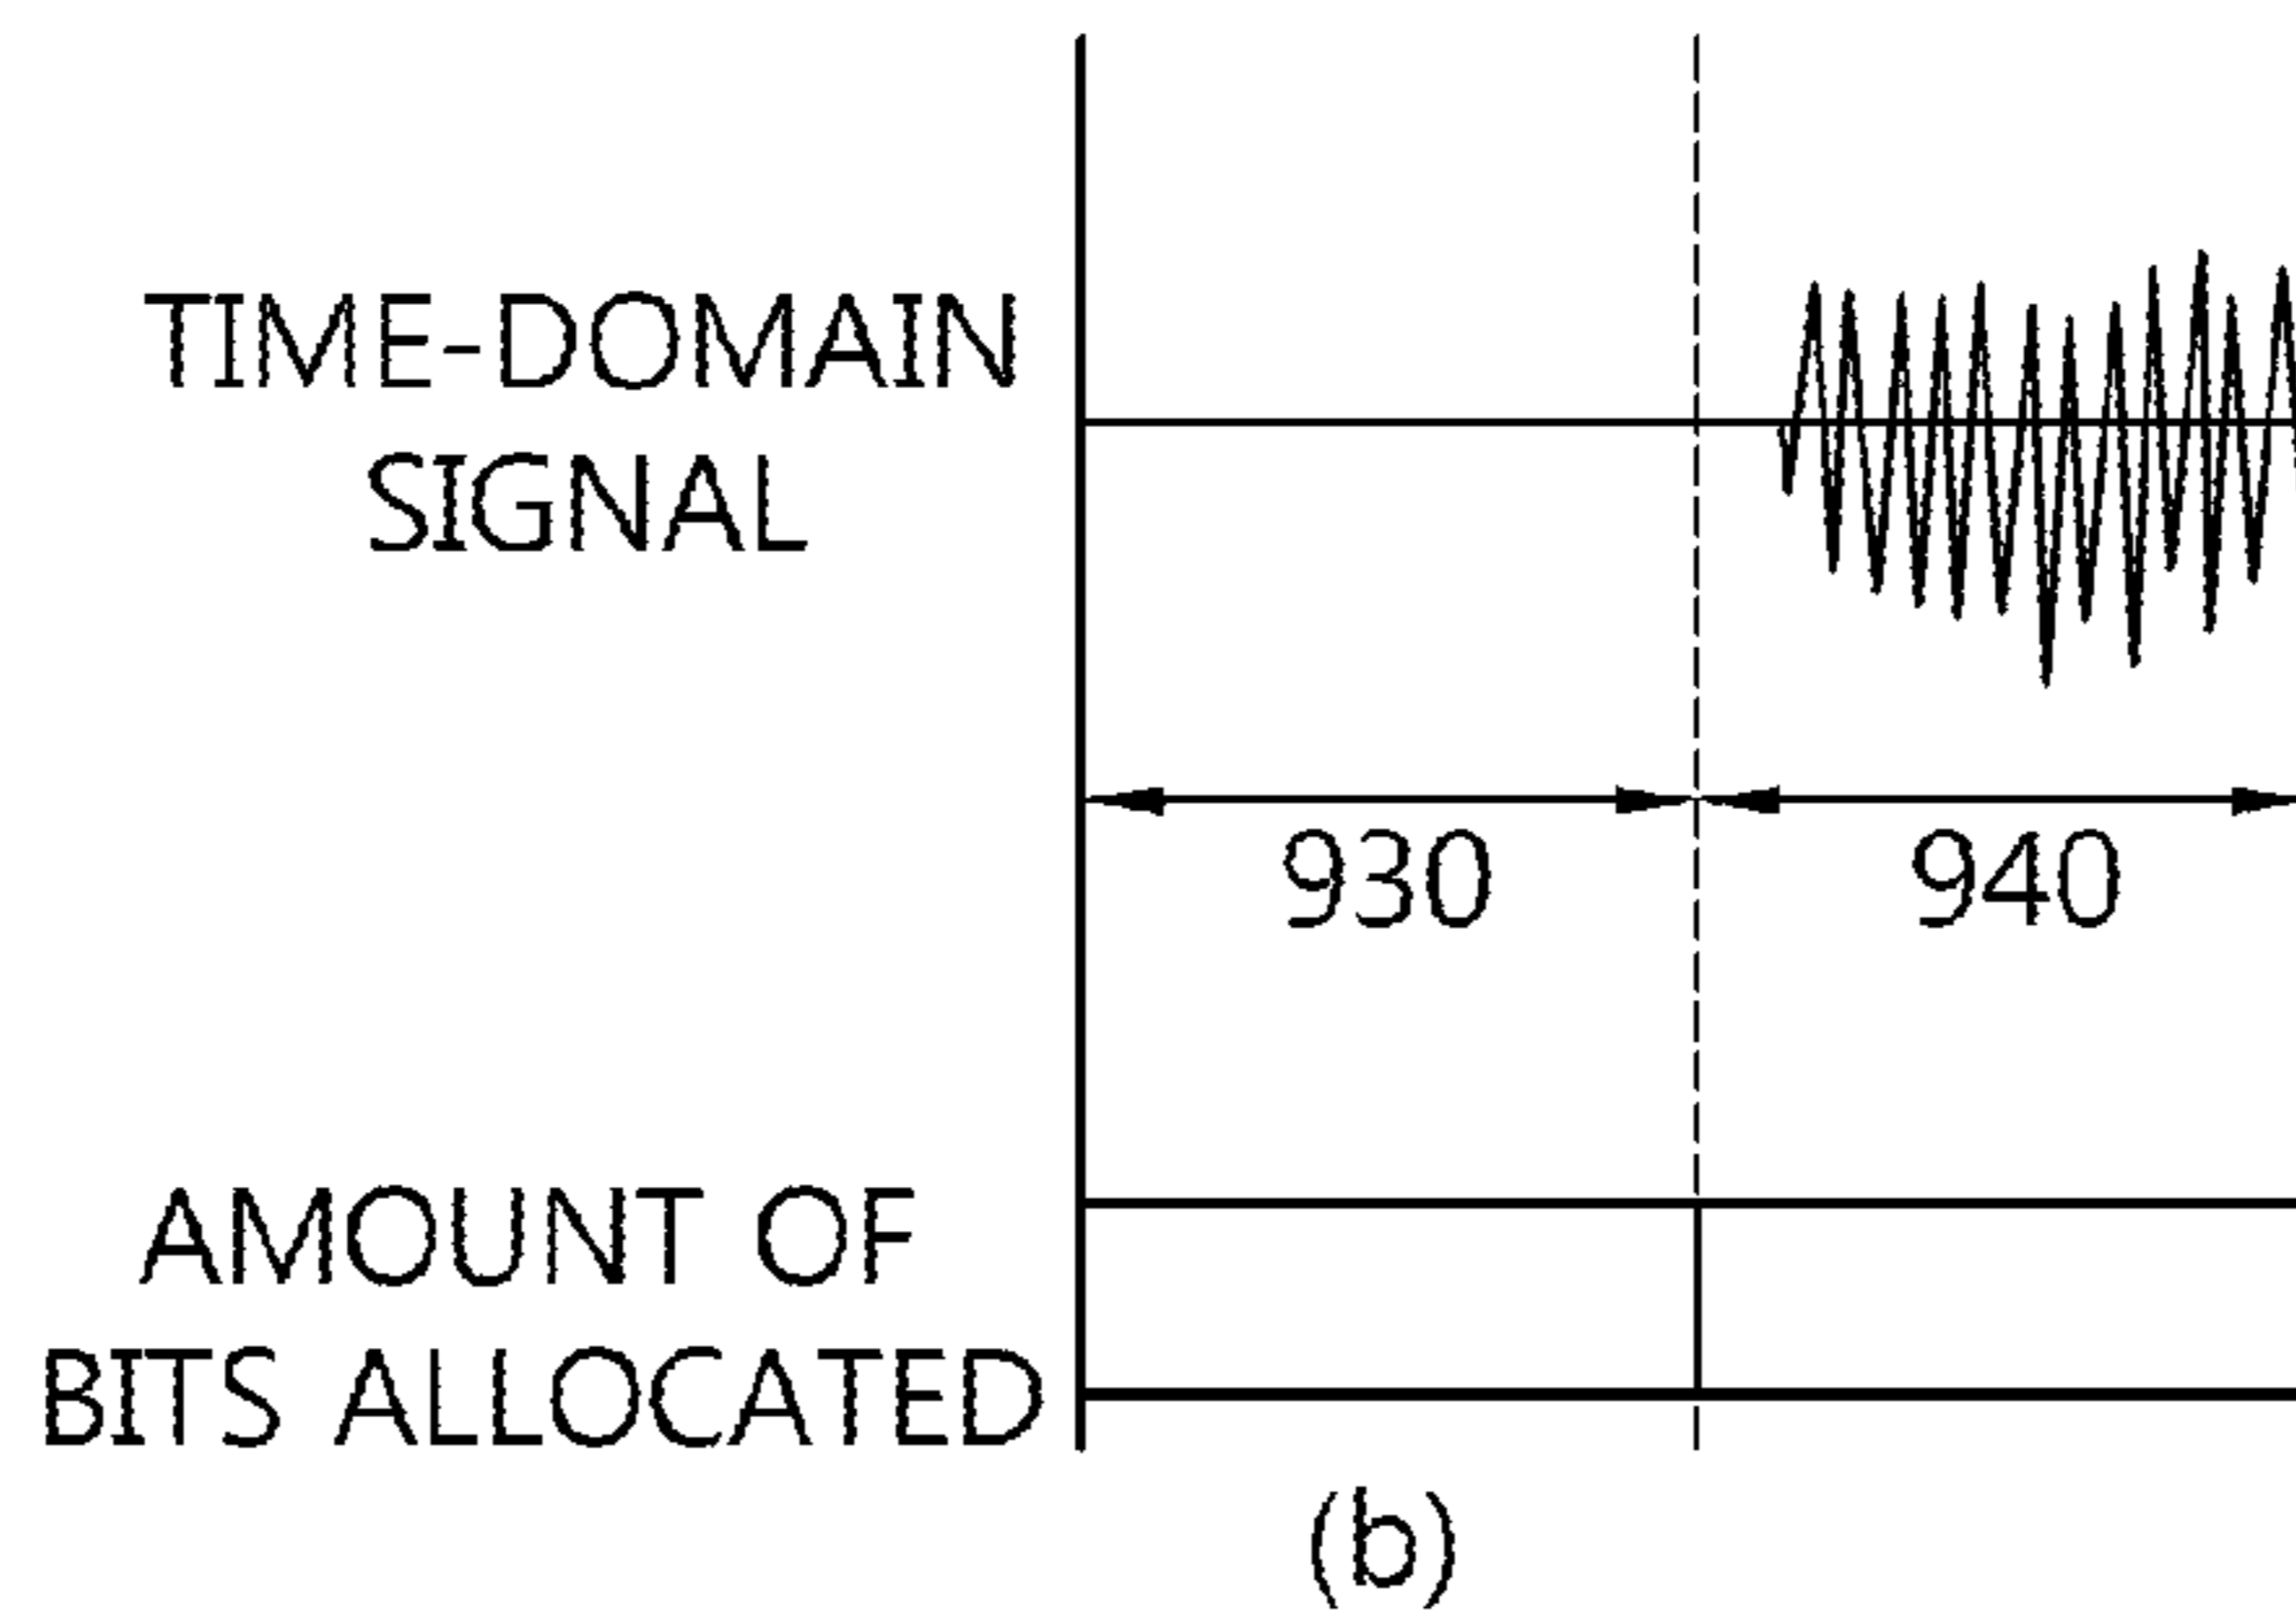 TIME-DOMAIN
SIGNAL
930
940
AMOUNT OF
BITS ALLOCATED
(b)